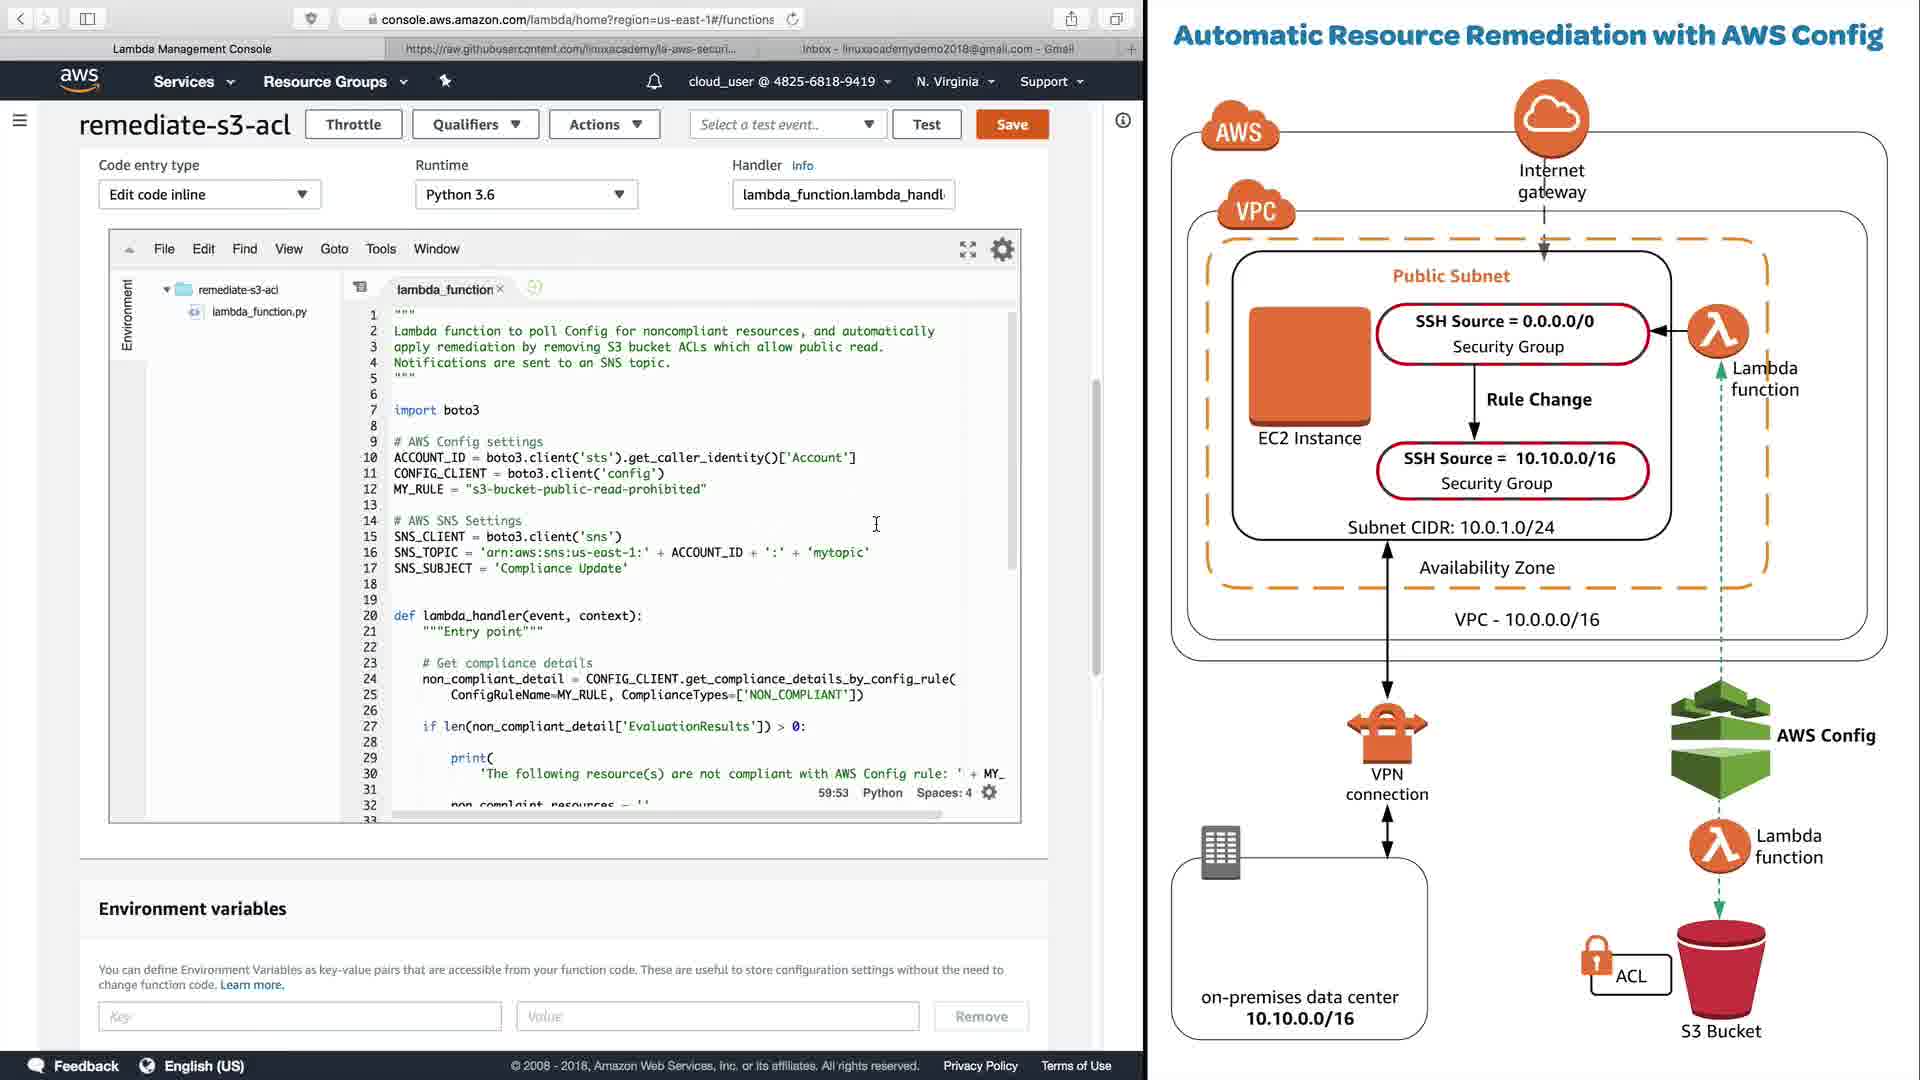 console.aws.amazon.com/lambda/home?region=us-east-1#/functions
Lambda Management Console
https://raw.githubusercontent.com/linuxacademy/la-aws-securi...
Inbox - linuxacademydemo2018@gmail.com - Gmail
aws
Services
Resource Groups
cloud_user @ 4825-6818-9419
N. Virginia
Support
remediate-s3-acl
Throttle
Qualifiers
Actions
Select a test event..
Test
Save
Code entry type
Runtime
Handler Info
Edit code inline
Python 3.6
lambda_function.lambda_handl
File Edit Find View Goto Tools Window
Environment
remediate-s3-acl
lambda_function.py
lambda_function
1 """
2 Lambda function to poll Config for noncompliant resources, and automatically
3 apply remediation by removing S3 bucket ACLs which allow public read.
4 Notifications are sent to an SNS topic.
5 """
6
7 import boto3
8
9 # AWS Config settings
10 ACCOUNT_ID = boto3.client('sts').get_caller_identity()['Account']
11 CONFIG_CLIENT = boto3.client('config')
12 MY_RULE = "s3-bucket-public-read-prohibited"
13
14 # AWS SNS Settings
15 SNS_CLIENT = boto3.client('sns')
16 SNS_TOPIC = 'arn:aws:sns:us-east-1:' + ACCOUNT_ID + ':' + 'mytopic'
17 SNS_SUBJECT = 'Compliance Update'
18
19
20 def lambda_handler(event, context):
21 """Entry point"""
22
23 # Get compliance details
24 non_compliant_detail = CONFIG_CLIENT.get_compliance_details_by_config_rule(
25 ConfigRuleName=MY_RULE, ComplianceTypes=['NON_COMPLIANT'])
26
27 if len(non_compliant_detail['EvaluationResults']) > 0:
28
29 print(
30 'The following resource(s) are not compliant with AWS Config rule: ' + MY_
31
32 non_complaint_resources = ''
33
59:53 Python Spaces: 4
Environment variables
You can define Environment Variables as key-value pairs that are accessible from your function code. These are useful to store configuration settings without the need to
change function code. Learn more.
Key
Value
Remove
Feedback
English (US)
© 2008 - 2018, Amazon Web Services, Inc. or its affiliates. All rights reserved.
Privacy Policy
Terms of Use
Automatic Resource Remediation with AWS Config
AWS
Internet
gateway
VPC
Public Subnet
SSH Source = 0.0.0.0/0
Security Group
Lambda
function
Rule Change
EC2 Instance
SSH Source = 10.10.0.0/16
Security Group
Subnet CIDR: 10.0.1.0/24
Availability Zone
VPC - 10.0.0.0/16
AWS Config
VPN
connection
Lambda
function
ACL
on-premises data center
10.10.0.0/16
S3 Bucket